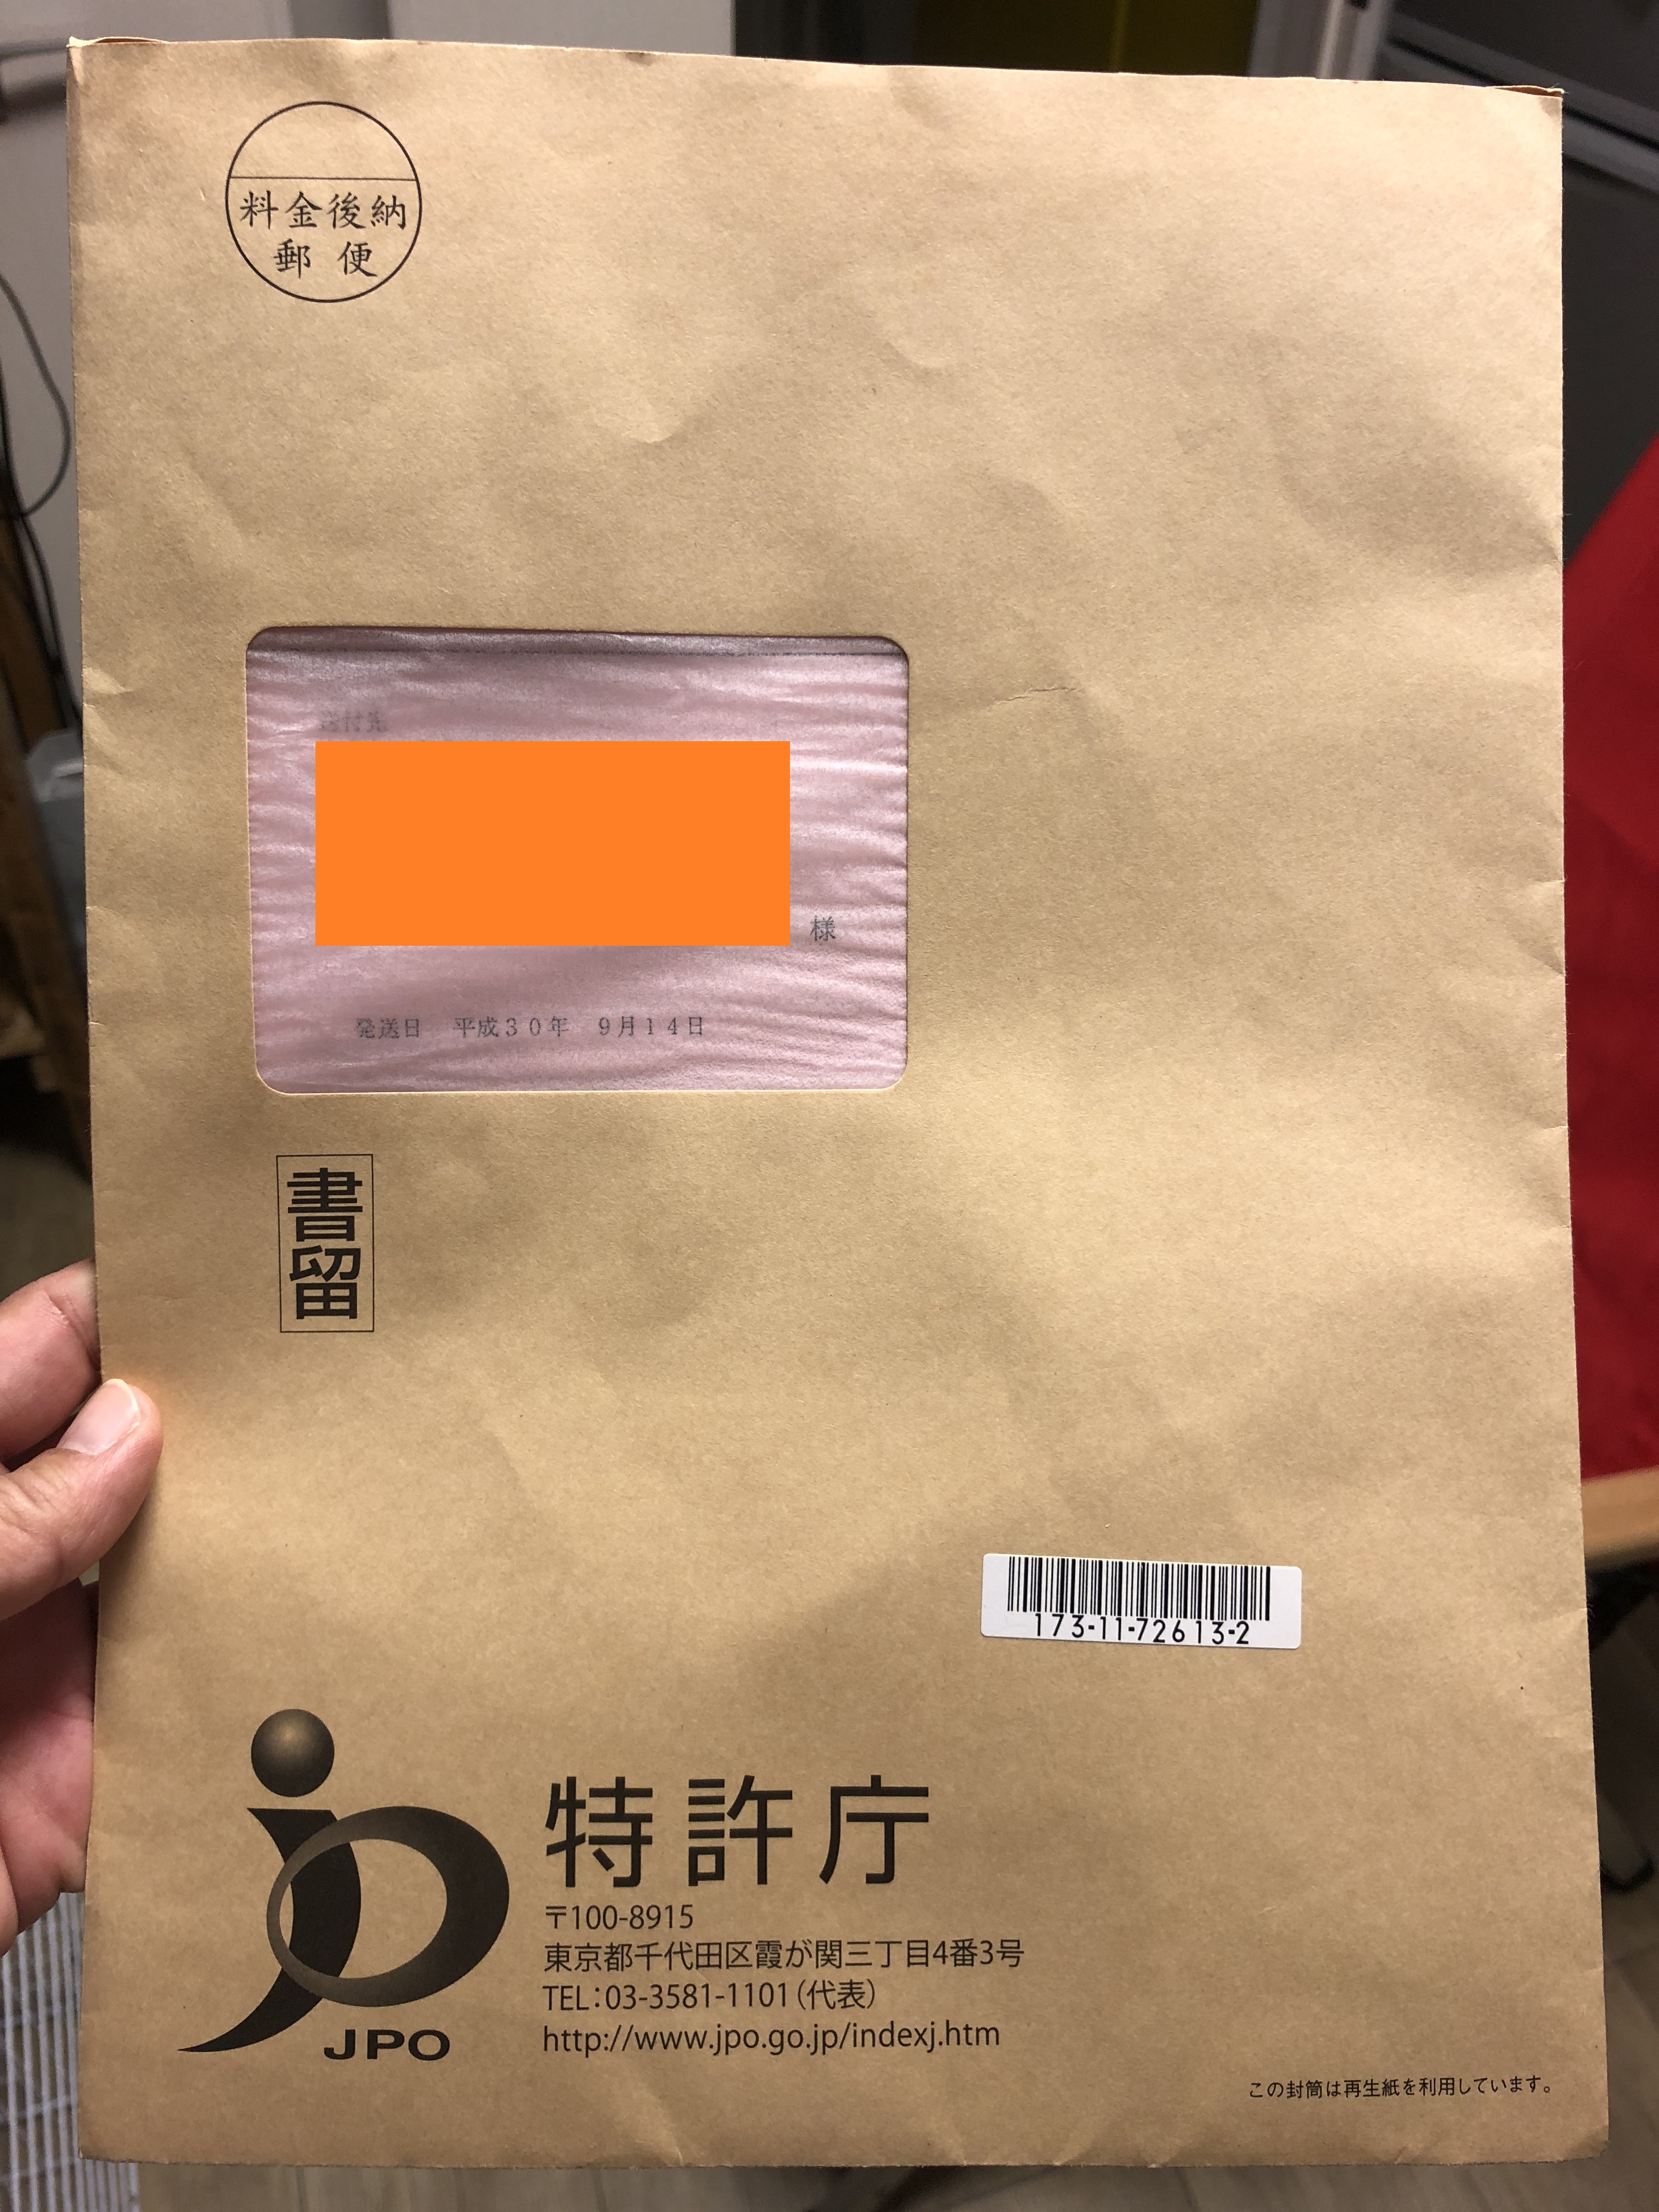 料金後納
郵便
送付先
様
発送日 平成30年 9月14日
書留
173-11-72613-2
特許庁
〒100-8915
東京都千代田区霞が関三丁目4番3号
TEL:03-3581-1101(代表)
http://www.jpo.go.jp/indexj.htm
JPO
この封筒は再生紙を利用しています。